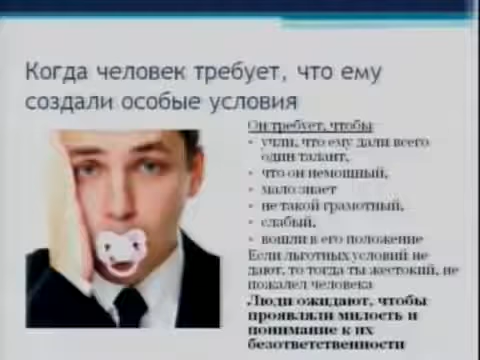 Когда человек требует, что ему
создали особые условия
Он требует, чтобы:
- учли, что ему дали всего
один талант,
- что он немощный,
- мало знает
- не такой грамотный,
- слабый,
- вошли в его положение
Если льготных условий не
дают, то тогда ты жестокий, не
пожалел человека
Люди ожидают, чтобы
проявляли милость и
понимание к их
безответственности